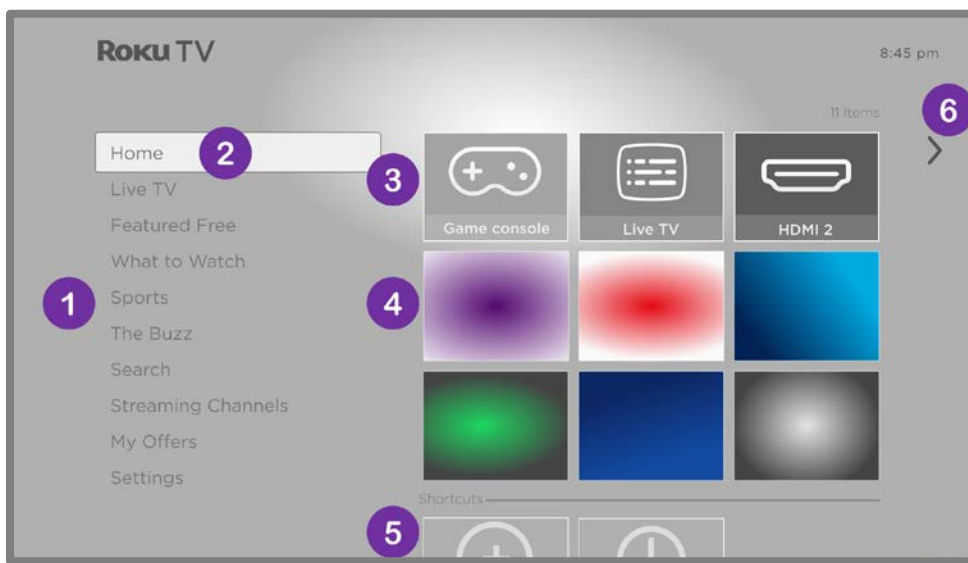 Roku TV
8:45 pm
11 Items
6
Home
2
3
Live TV
Featured Free
What to Watch
1
Sports
The Buzz
Search
Streaming Channels
My Offers
Settings
Game console
Live TV
HDMI 2
4
Shortcuts
5